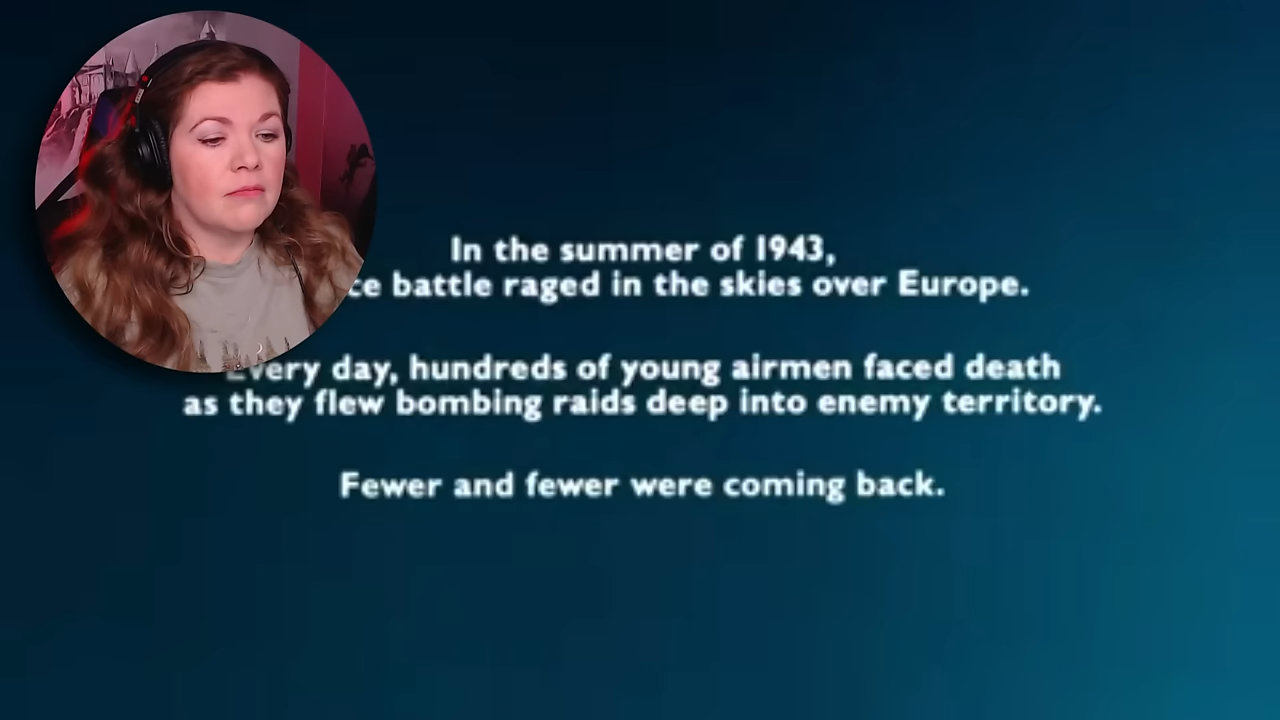 In the summer of 1943,
battle raged in the skies over Europe.
Every day, hundreds of young airmen faced death
as they flew bombing raids deep into enemy territory.
Fewer and fewer were coming back.